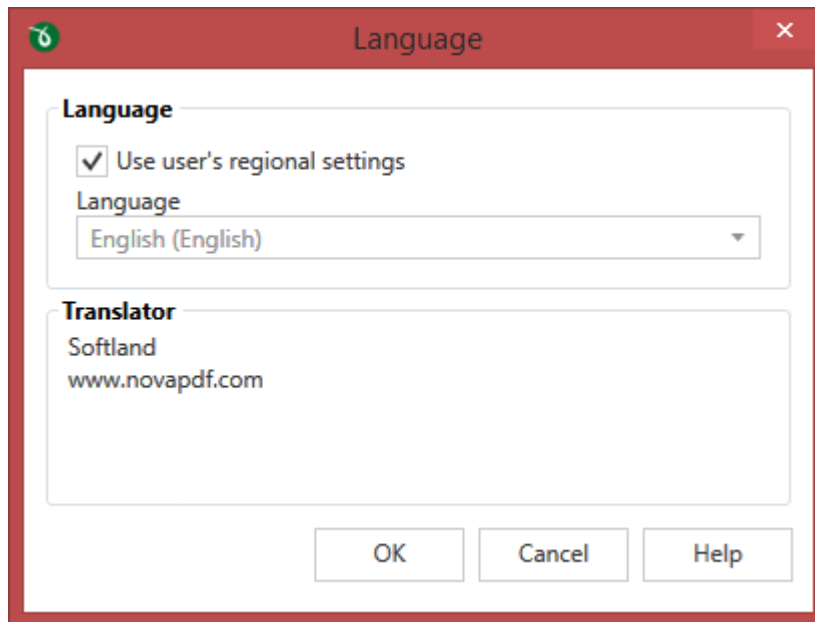 Language
Language
Use user's regional settings
Language
English (English)
Translator
Softland
www.novapdf.com
OK
Cancel
Help